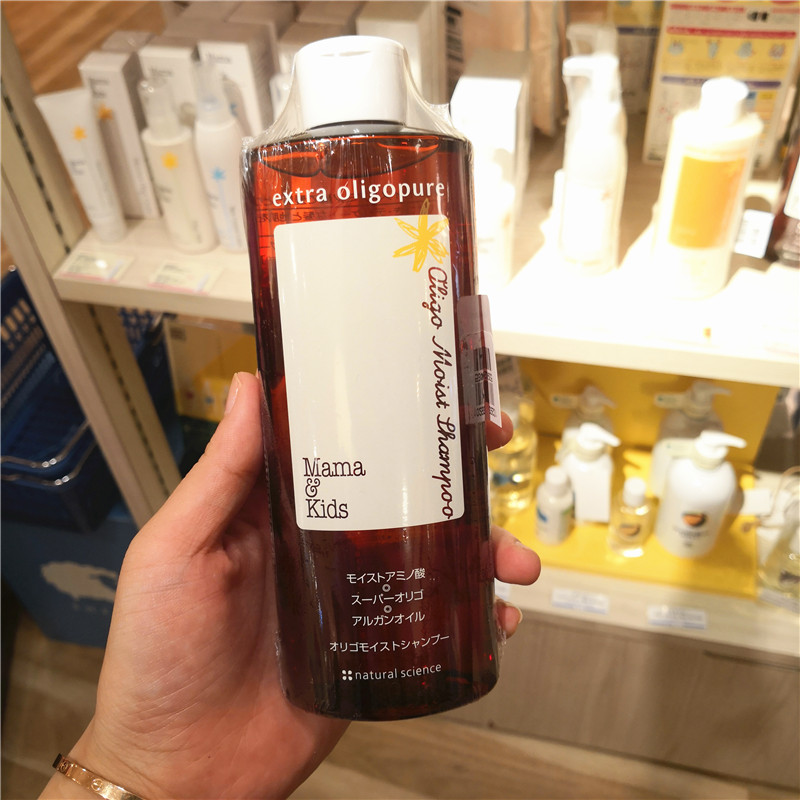 extra oligopure
Oligo Moist Shampoo
Mama
&
Kids
モイストアミノ酸
スーパーオリゴ
アルガンオイル
オリゴモイストシャンプー
natural science